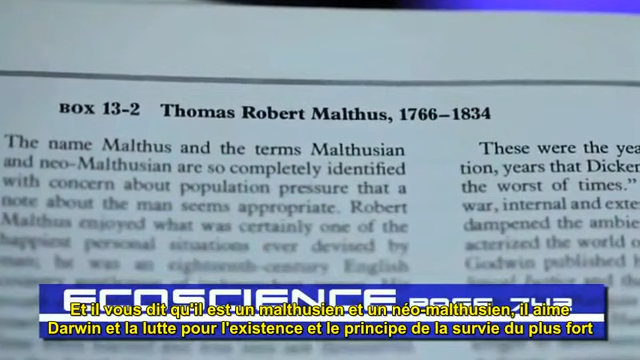 BOX 13-2 Thomas Robert Malthus, 1766–1834
The name Malthus and the terms Malthusian
and neo-Malthusian are so completely identified
with concern about population pressure that a
note about the man seems appropriate. Robert
Malthus enjoyed what was certainly one of the
happiest personal situations ever devised by
man; he was an eighteenth-century English
These were the yea
tion, years that Dicken
the worst of times."
war, internal and exter
dampened the ambie
acterized the world o
Godwin published h
ECOSCIENCE PAGE 743
Et il vous dit qu'il est un malthusien et un néo-malthusien, il aime
Darwin et la lutte pour l'existence et le principe de la survie du plus fort